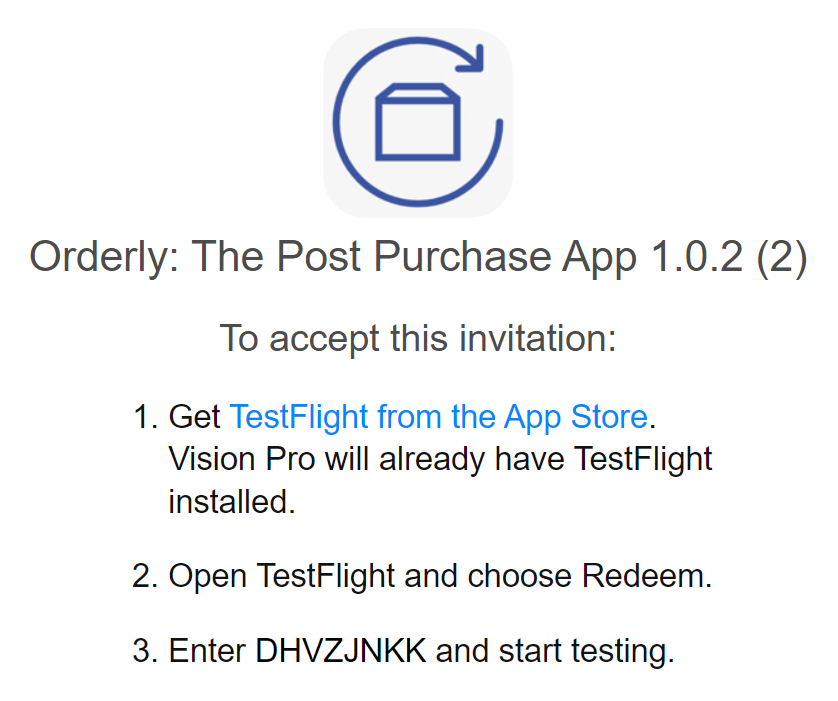 Orderly: The Post Purchase App 1.0.2 (2)
To accept this invitation:
1. Get TestFlight from the App Store.
Vision Pro will already have TestFlight
installed.
2. Open TestFlight and choose Redeem.
3. Enter DHVZJNKK and start testing.